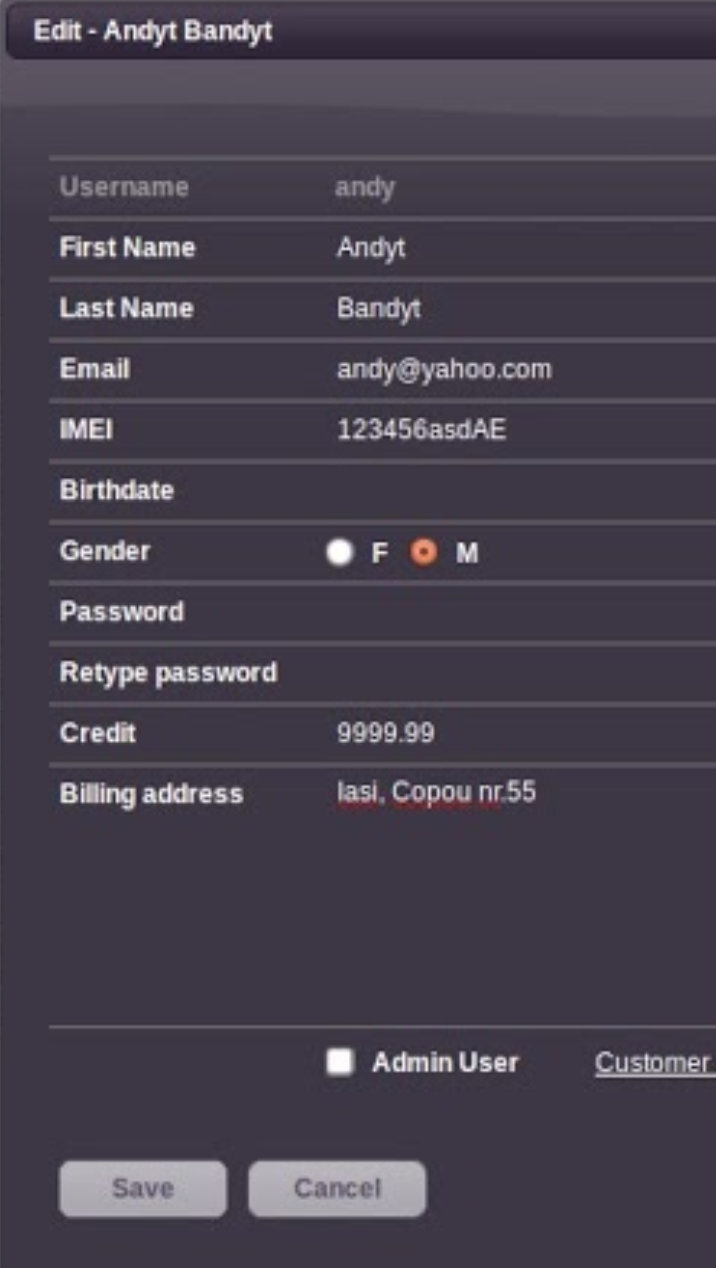 Edit - Andyt Bandyt
Username andy
First Name Andyt
Last Name Bandyt
Email andy@yahoo.com
IMEI 123456asdAE
Birthdate
Gender F M
Password
Retype password
Credit 9999.99
Billing address Iasi, Copou nr.55
Admin User Customer
Save Cancel